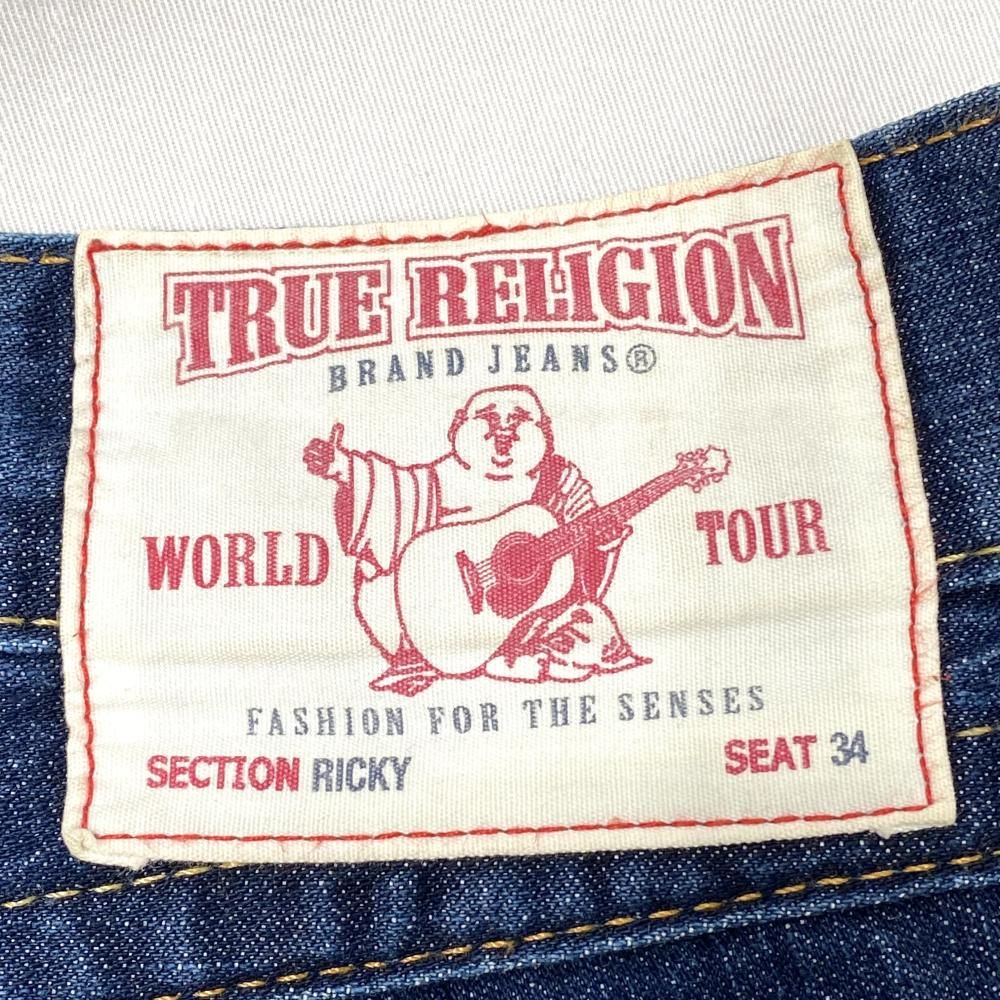 TRUE RELIGION
BRAND JEANS®
WORLD TOUR
FASHION FOR THE SENSES
SECTION RICKY SEAT 34